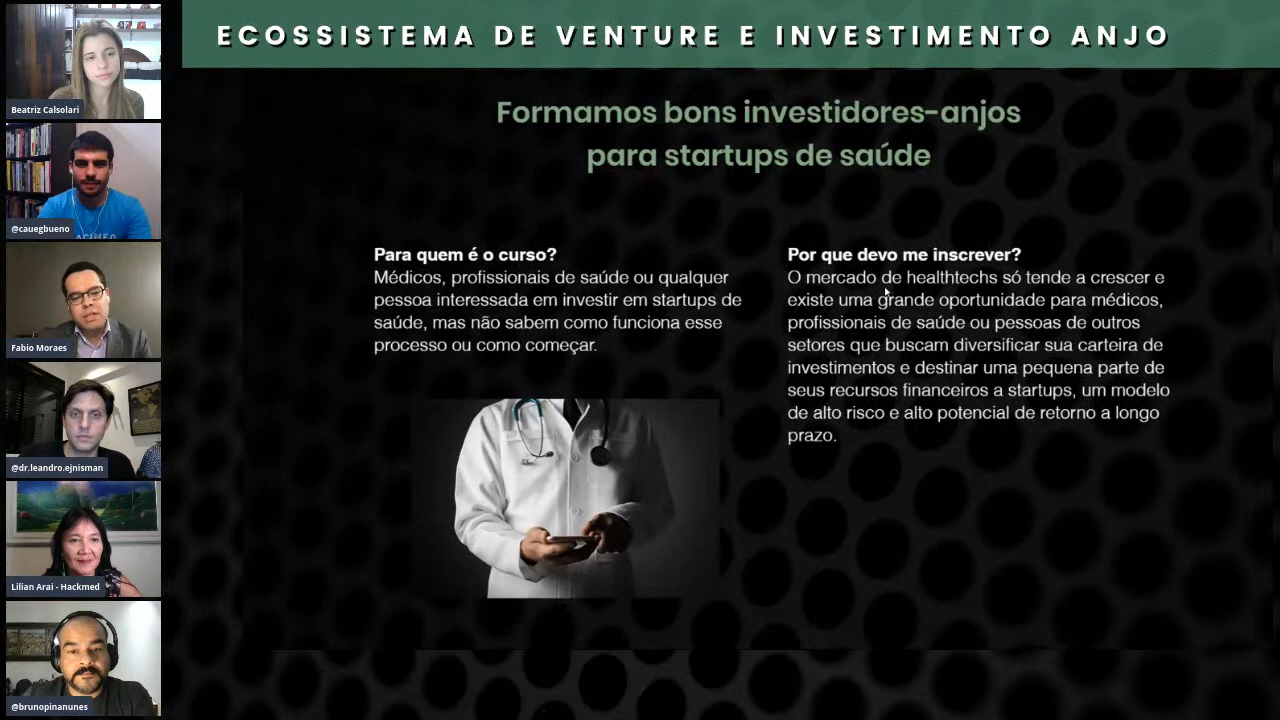 ECOSSISTEMA DE VENTURE E INVESTIMENTO ANJO
Formamos bons investidores-anjos
para startups de saúde
Para quem é o curso?
Médicos, profissionais de saúde ou qualquer
pessoa interessada em investir em startups de
saúde, mas não sabem como funciona esse
processo ou como começar.
Por que devo me inscrever?
O mercado de healthtechs só tende a crescer e
existe uma grande oportunidade para médicos,
profissionais de saúde ou pessoas de outros
setores que buscam diversificar sua carteira de
investimentos e destinar uma pequena parte de
seus recursos financeiros a startups, um modelo
de alto risco e alto potencial de retorno a longo
prazo.
Beatriz Calsolari
@cauegbueno
Fabio Moraes
@dr.leandro.ejnisman
Lilian Arai - Hackmed
@brunopinanunes